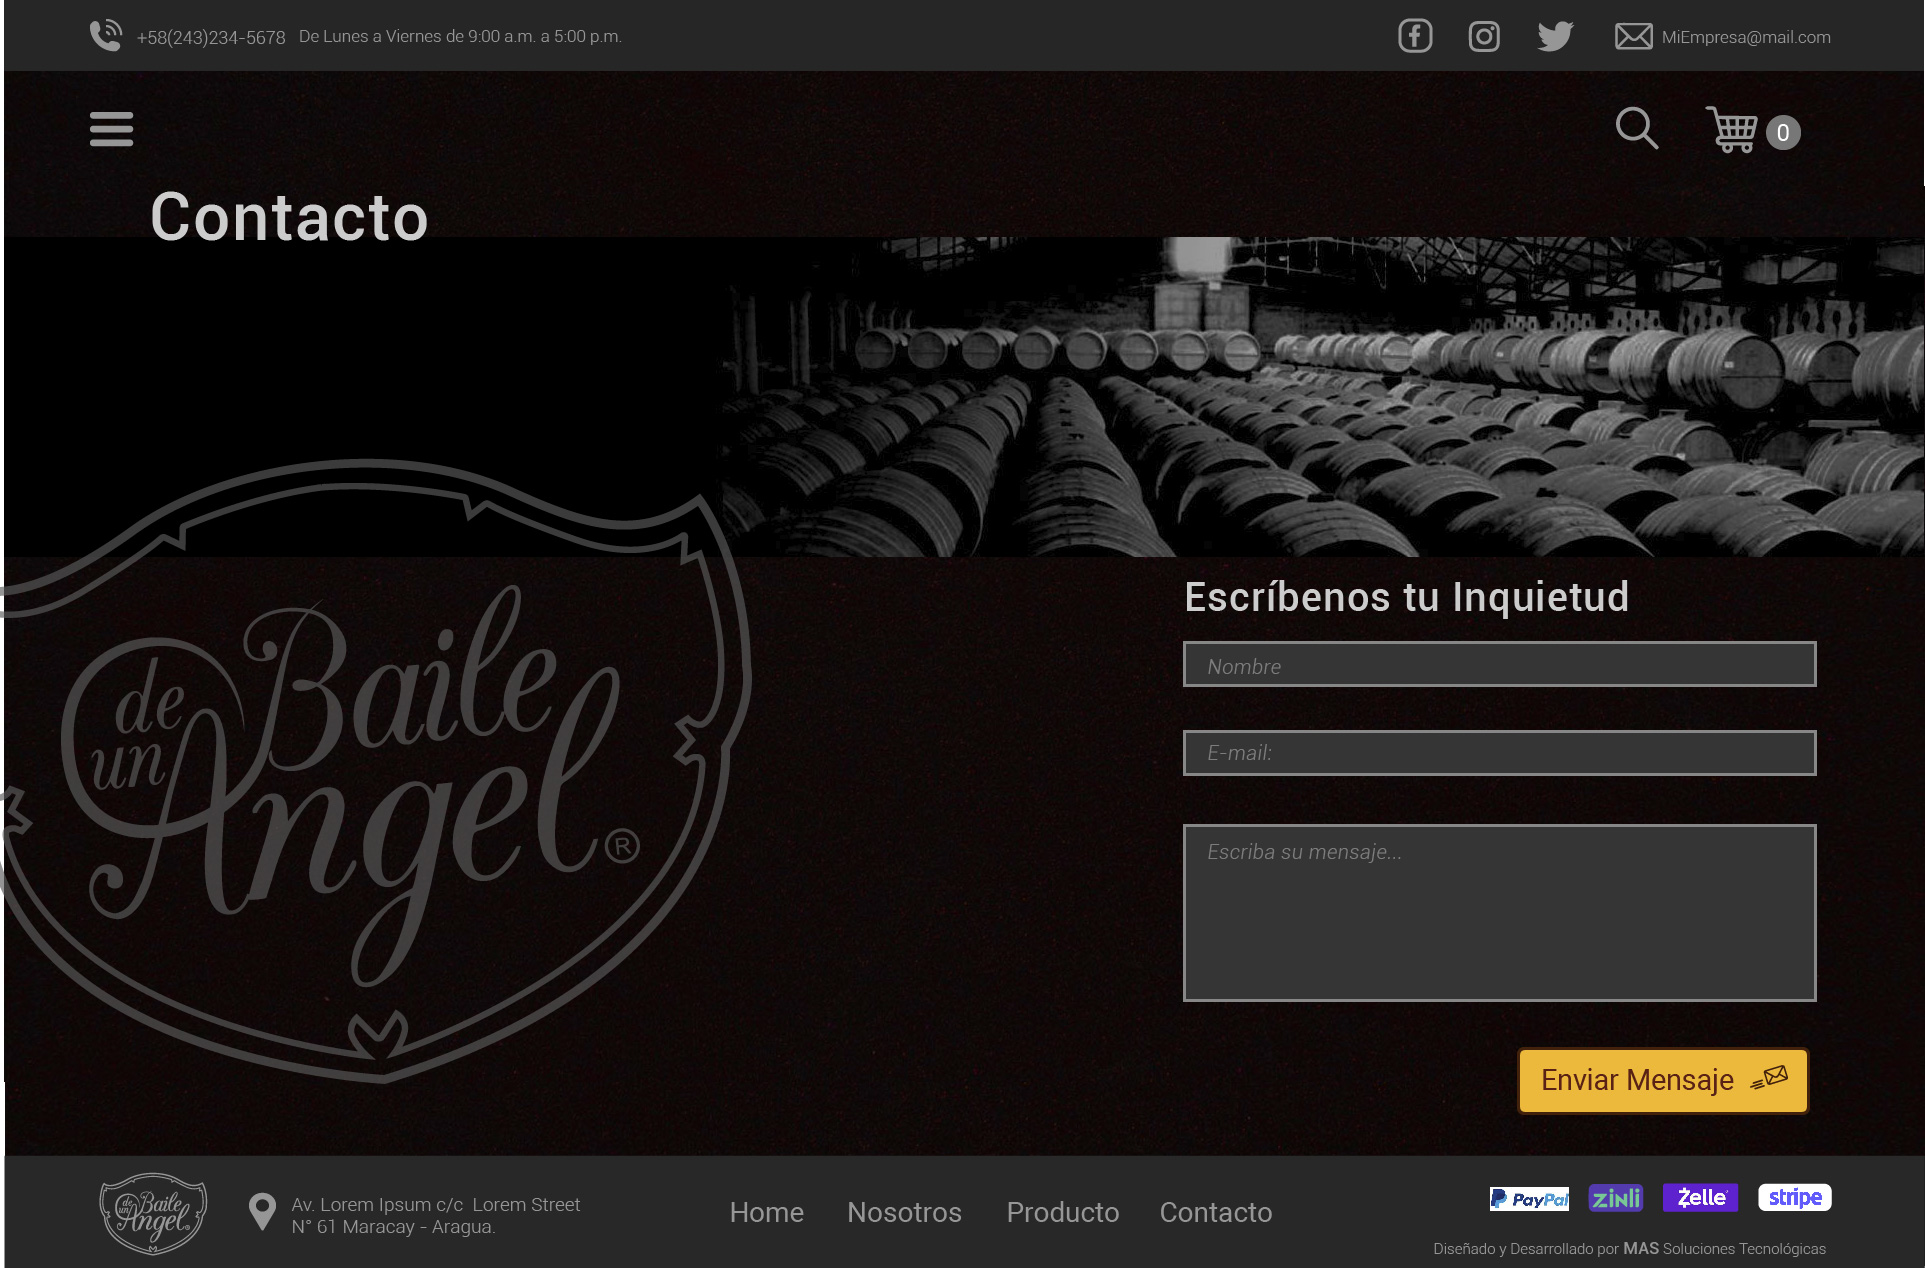 +58(243)234-5678 De Lunes a Viernes de 9:00 a.m. a 5:00 p.m.
MiEmpresa@mail.com
0
Contacto
Escríbenos tu Inquietud
Nombre
E-mail:
Escriba su mensaje...
Enviar Mensaje
Baile
de
un
Angel ®
Baile
de
un
Angel
Av. Lorem Ipsum c/c Lorem Street
N° 61 Maracay - Aragua.
Home Nosotros Producto Contacto
PayPal zinli Zelle stripe
Diseñado y Desarrollado por MAS Soluciones Tecnológicas